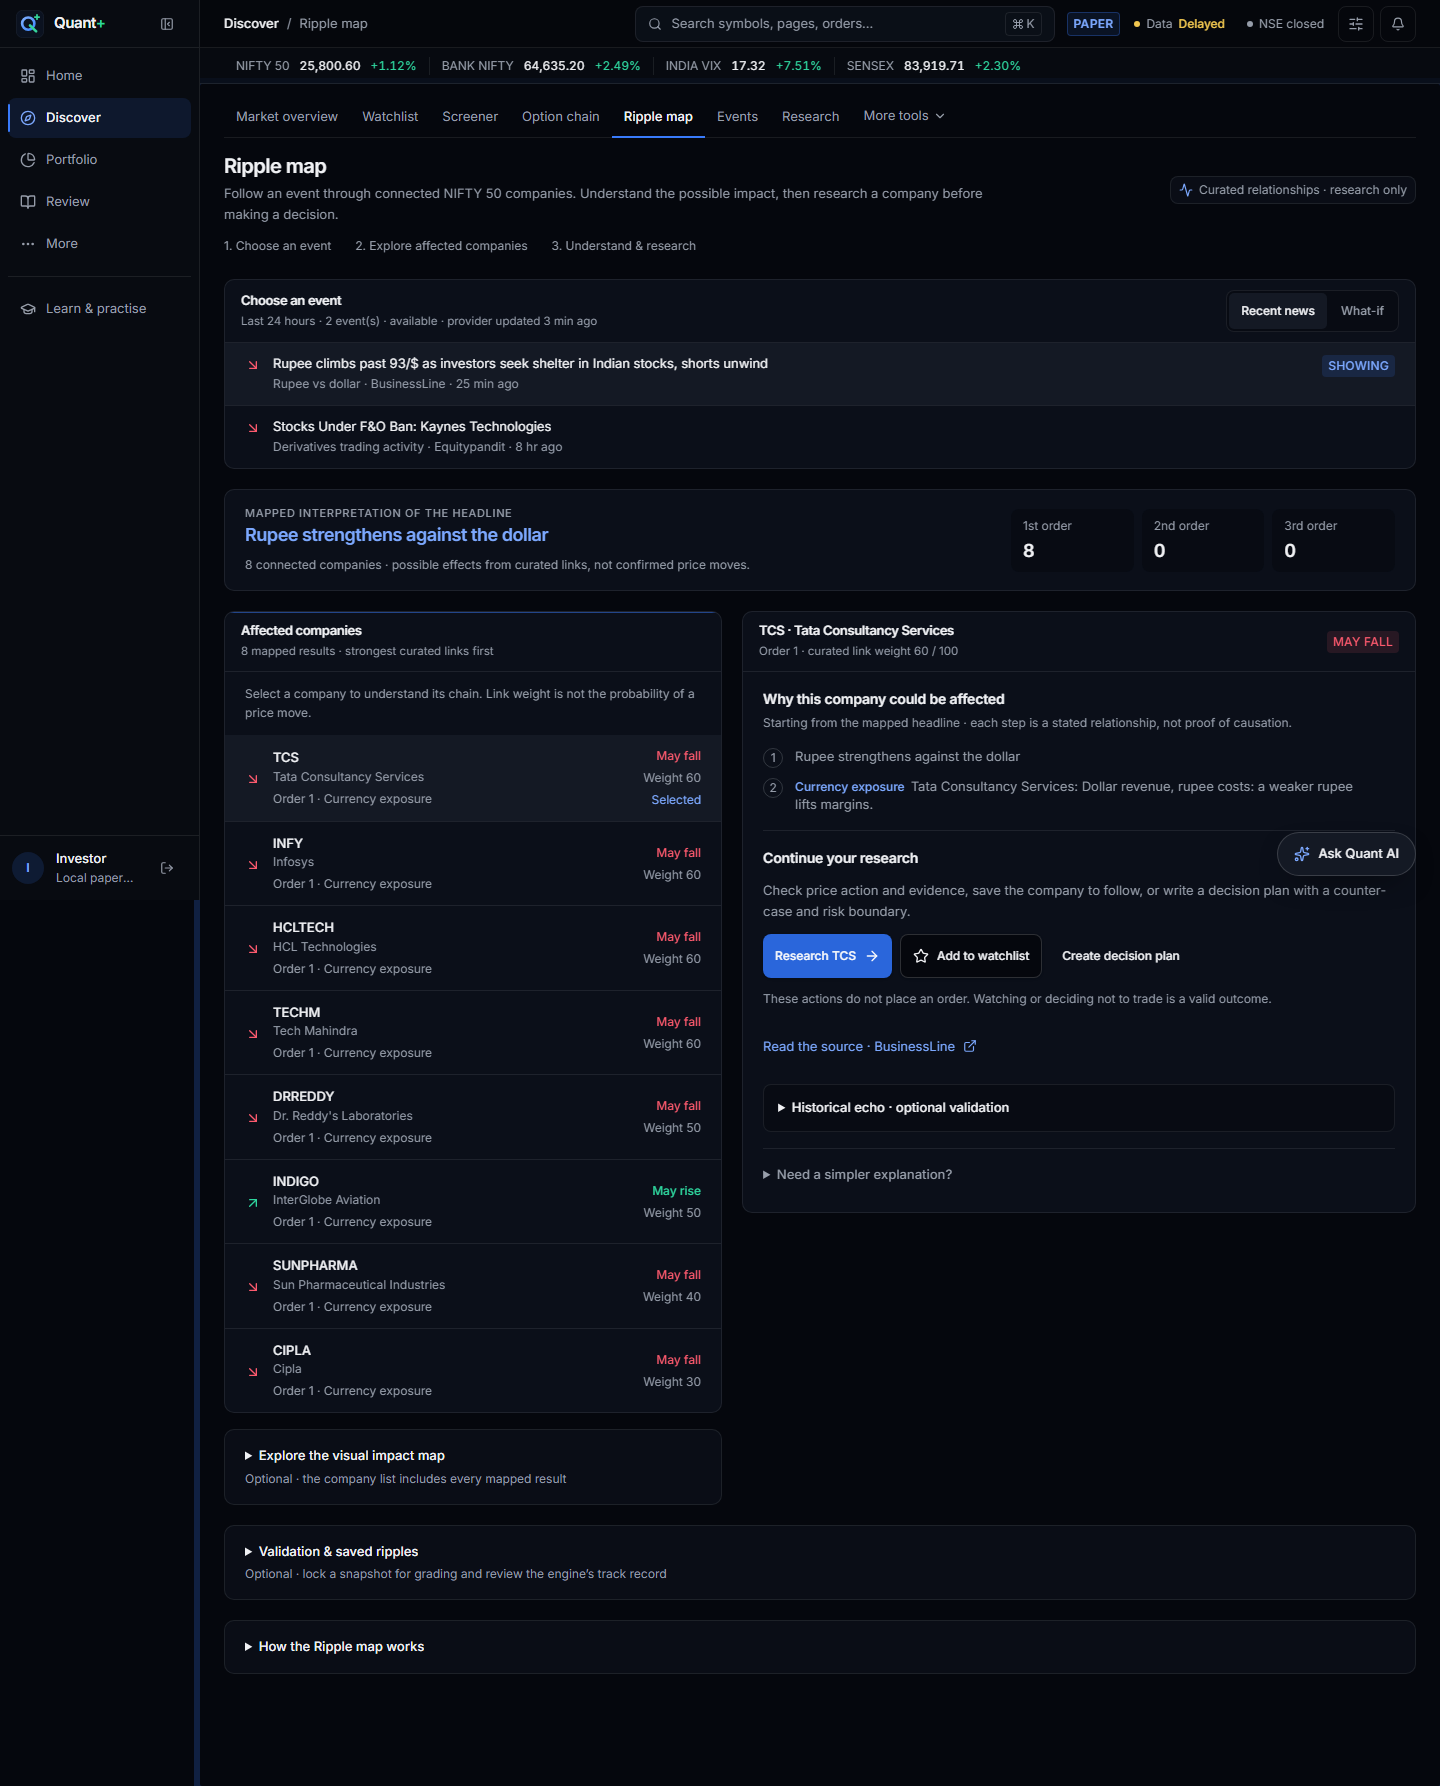 Quant+
Discover / Ripple map
Search symbols, pages, orders...
⌘ K
PAPER
Data Delayed
NSE closed
Home
Discover
Portfolio
Review
More
Learn & practise
Investor
Local paper...
NIFTY 50 25,800.60 +1.12%
BANK NIFTY 64,635.20 +2.49%
INDIA VIX 17.32 +7.51%
SENSEX 83,919.71 +2.30%
Market overview
Watchlist
Screener
Option chain
Ripple map
Events
Research
More tools
Ripple map
Follow an event through connected NIFTY 50 companies. Understand the possible impact, then research a company before
making a decision.
Curated relationships · research only
1. Choose an event
2. Explore affected companies
3. Understand & research
Choose an event
Last 24 hours · 2 event(s) · available · provider updated 3 min ago
Recent news
What-if
Rupee climbs past 93/$ as investors seek shelter in Indian stocks, shorts unwind
Rupee vs dollar · BusinessLine · 25 min ago
SHOWING
Stocks Under F&O Ban: Kaynes Technologies
Derivatives trading activity · Equitypandit · 8 hr ago
MAPPED INTERPRETATION OF THE HEADLINE
Rupee strengthens against the dollar
8 connected companies · possible effects from curated links, not confirmed price moves.
1st order
8
2nd order
0
3rd order
0
Affected companies
8 mapped results · strongest curated links first
Select a company to understand its chain. Link weight is not the probability of a
price move.
TCS
Tata Consultancy Services
Order 1 · Currency exposure
May fall
Weight 60
Selected
INFY
Infosys
Order 1 · Currency exposure
May fall
Weight 60
HCLTECH
HCL Technologies
Order 1 · Currency exposure
May fall
Weight 60
TECHM
Tech Mahindra
Order 1 · Currency exposure
May fall
Weight 60
DRREDDY
Dr. Reddy's Laboratories
Order 1 · Currency exposure
May fall
Weight 50
INDIGO
InterGlobe Aviation
Order 1 · Currency exposure
May rise
Weight 50
SUNPHARMA
Sun Pharmaceutical Industries
Order 1 · Currency exposure
May fall
Weight 40
CIPLA
Cipla
Order 1 · Currency exposure
May fall
Weight 30
TCS · Tata Consultancy Services
Order 1 · curated link weight 60 / 100
MAY FALL
Why this company could be affected
Starting from the mapped headline · each step is a stated relationship, not proof of causation.
1 Rupee strengthens against the dollar
2 Currency exposure Tata Consultancy Services: Dollar revenue, rupee costs: a weaker rupee
lifts margins.
Ask Quant AI
Continue your research
Check price action and evidence, save the company to follow, or write a decision plan with a counter-
case and risk boundary.
Research TCS
Add to watchlist
Create decision plan
These actions do not place an order. Watching or deciding not to trade is a valid outcome.
Read the source · BusinessLine
Historical echo · optional validation
Need a simpler explanation?
Explore the visual impact map
Optional · the company list includes every mapped result
Validation & saved ripples
Optional · lock a snapshot for grading and review the engine's track record
How the Ripple map works